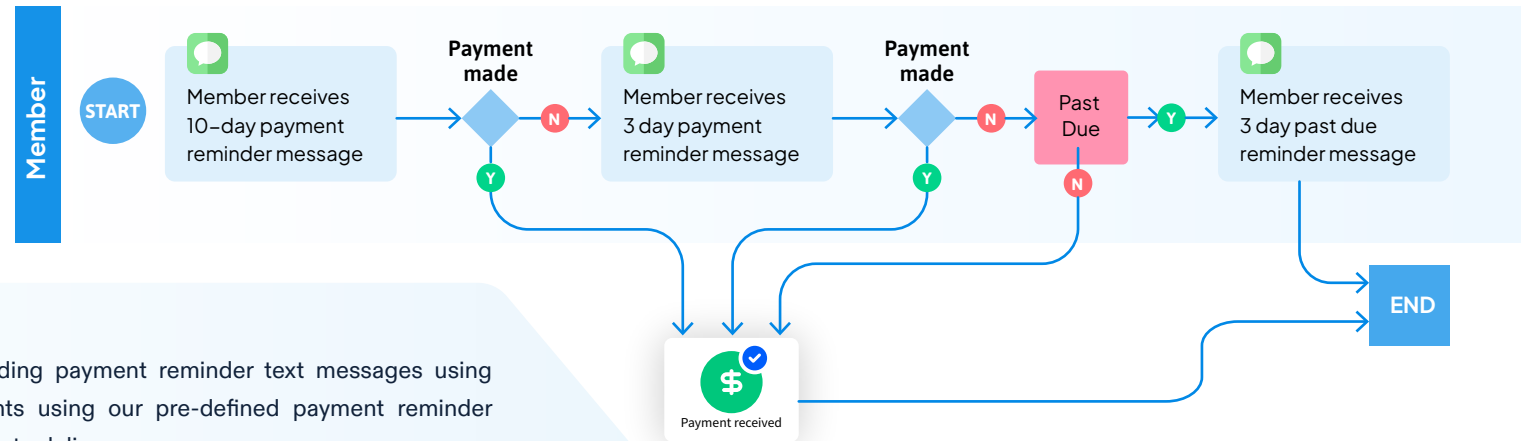 Member
START
Member receives
10–day payment
reminder message
Payment
made
N
Y
Member receives
3 day payment
reminder message
Payment
made
N
Y
Past
Due
Y
N
Member receives
3 day past due
reminder message
END
Payment received
ding payment reminder text messages using
nts using our pre-defined payment reminder